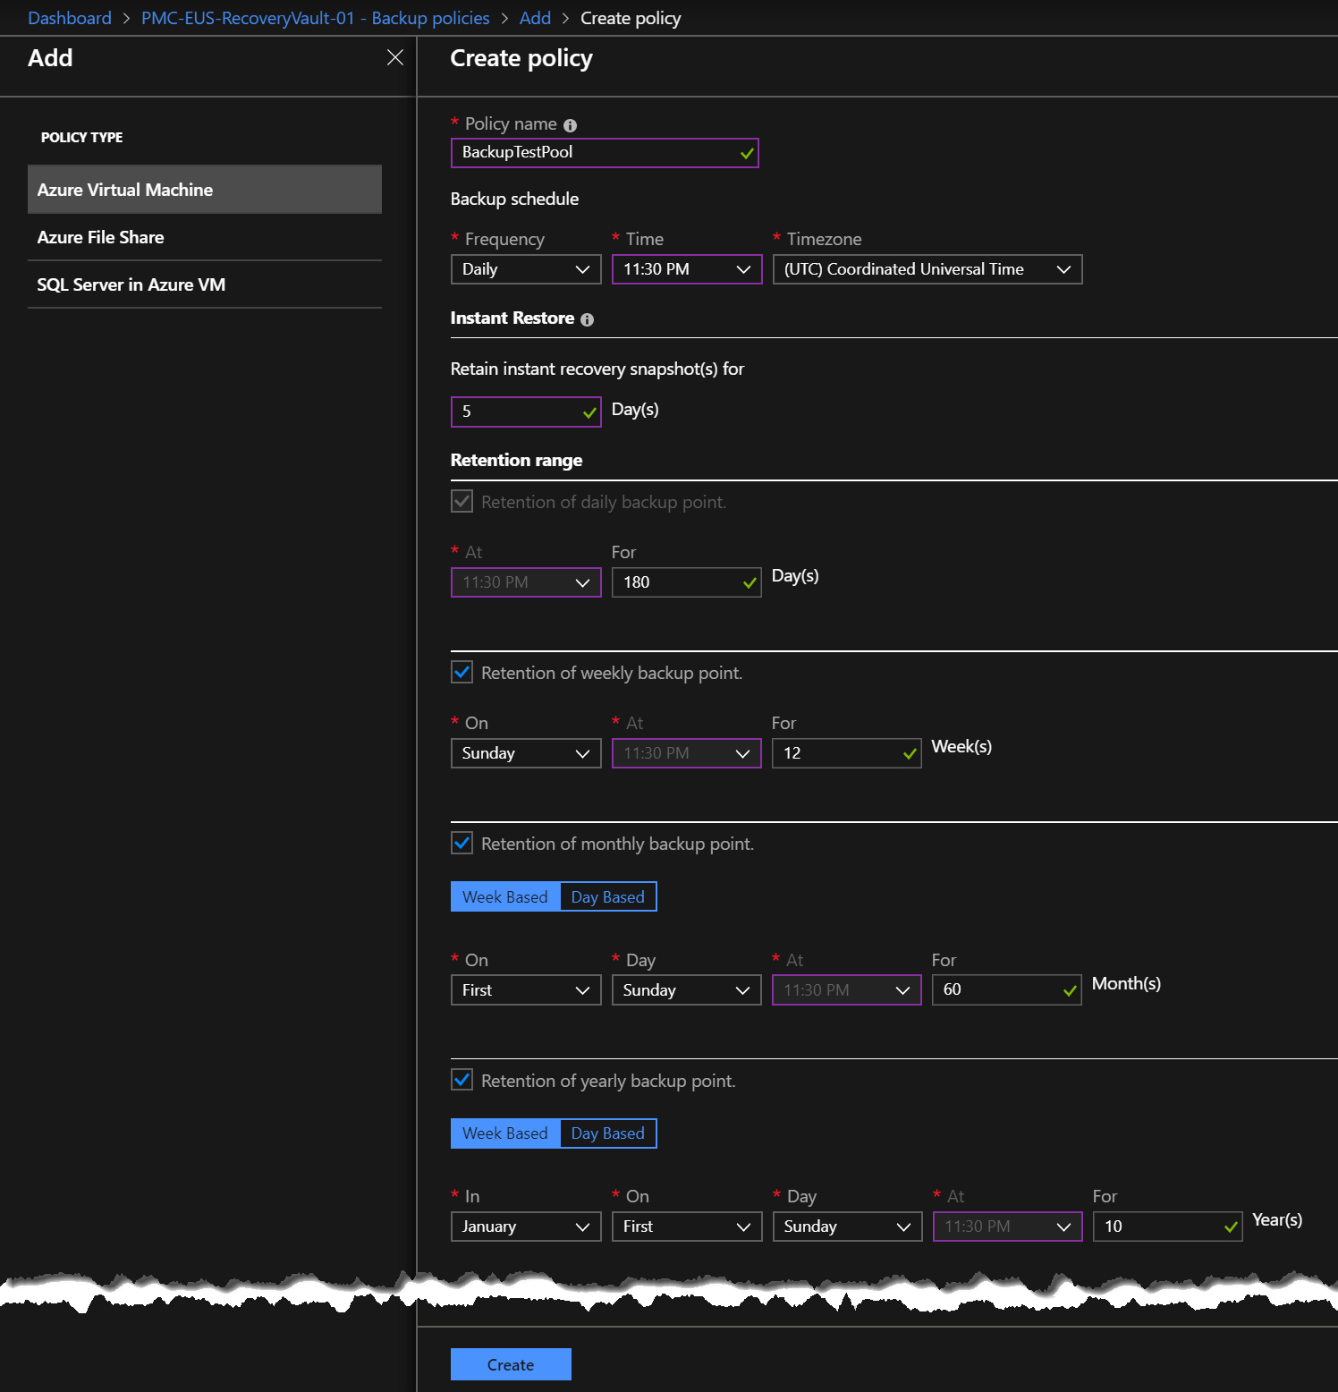 Dashboard > PMC-EUS-RecoveryVault-01 - Backup policies > Add > Create policy
Add
POLICY TYPE
Azure Virtual Machine
Azure File Share
SQL Server in Azure VM
Create policy
* Policy name
BackupTestPool
Backup schedule
* Frequency * Time * Timezone
Daily 11:30 PM (UTC) Coordinated Universal Time
Instant Restore
Retain instant recovery snapshot(s) for
5 Day(s)
Retention range
Retention of daily backup point.
* At For
11:30 PM 180 Day(s)
Retention of weekly backup point.
* On * At For
Sunday 11:30 PM 12 Week(s)
Retention of monthly backup point.
Week Based Day Based
* On * Day * At For
First Sunday 11:30 PM 60 Month(s)
Retention of yearly backup point.
Week Based Day Based
* In * On * Day * At For
January First Sunday 11:30 PM 10 Year(s)
Create